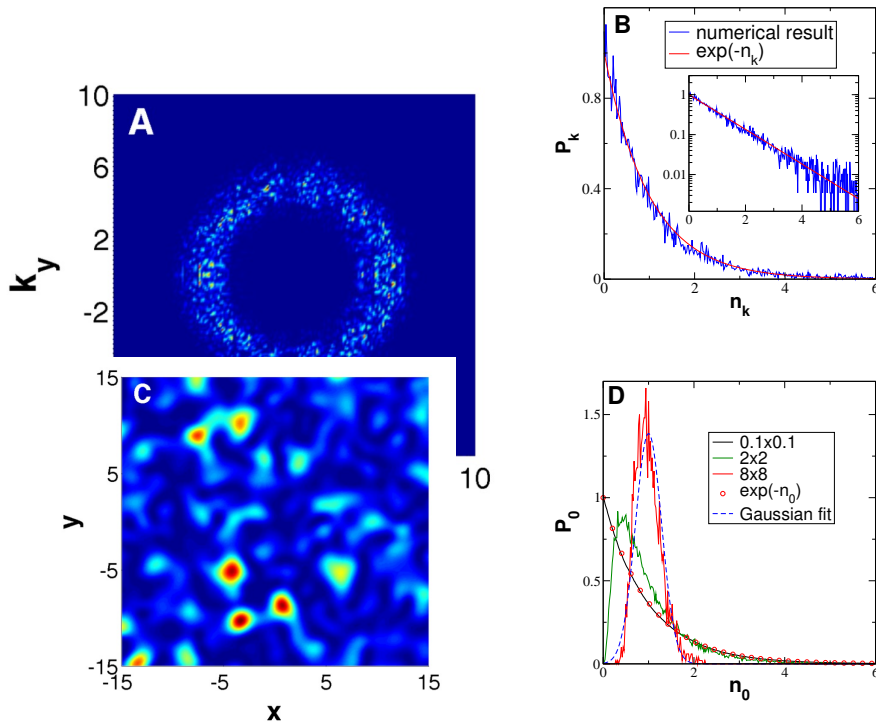 A
10
6
2
-2
k_y
10
B
numerical result
exp(-n_k)
0.8
0.4
0
P_k
1
0.1
0.01
0 2 4 6
0 2 4 6
n_k
C
15
5
-5
-15
y
-15 -5 5 15
x
D
0.1x0.1
2x2
8x8
exp(-n_0)
Gaussian fit
1.5
1
0.5
0
P_0
0 2 4 6
n_0